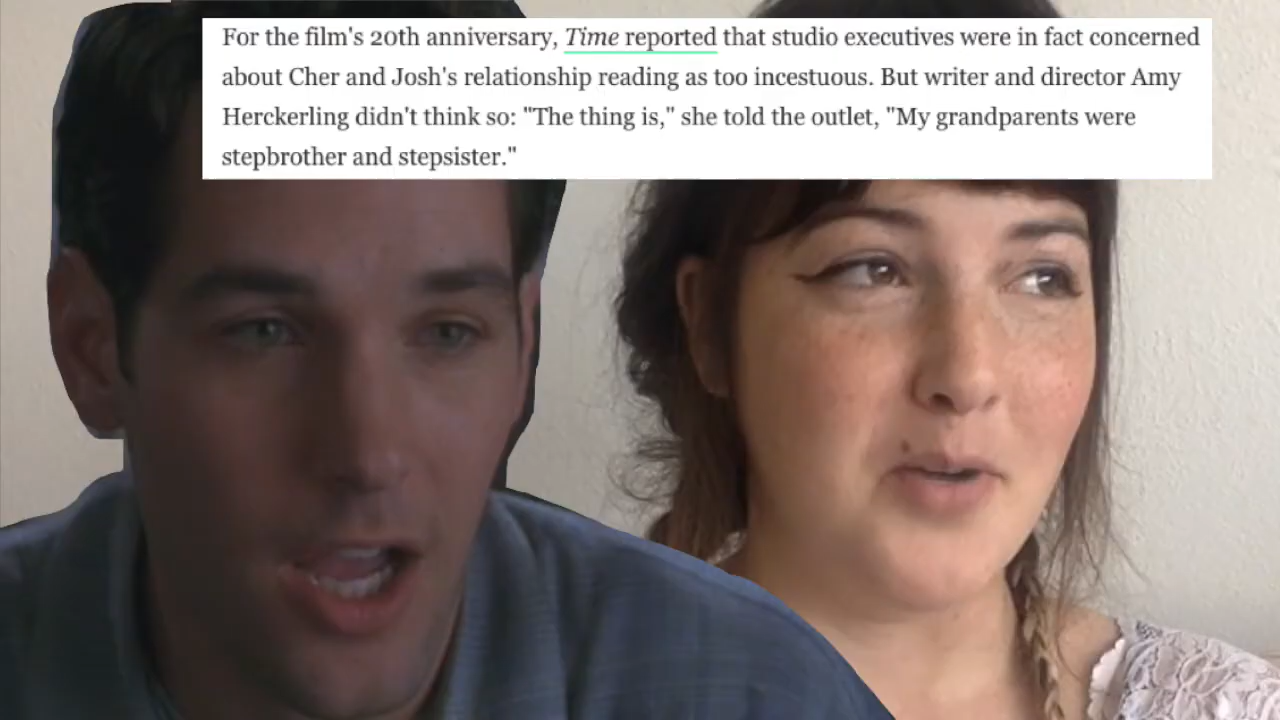 For the film's 20th anniversary, Time reported that studio executives were in fact concerned
about Cher and Josh's relationship reading as too incestuous. But writer and director Amy
Herckerling didn't think so: "The thing is," she told the outlet, "My grandparents were
stepbrother and stepsister."